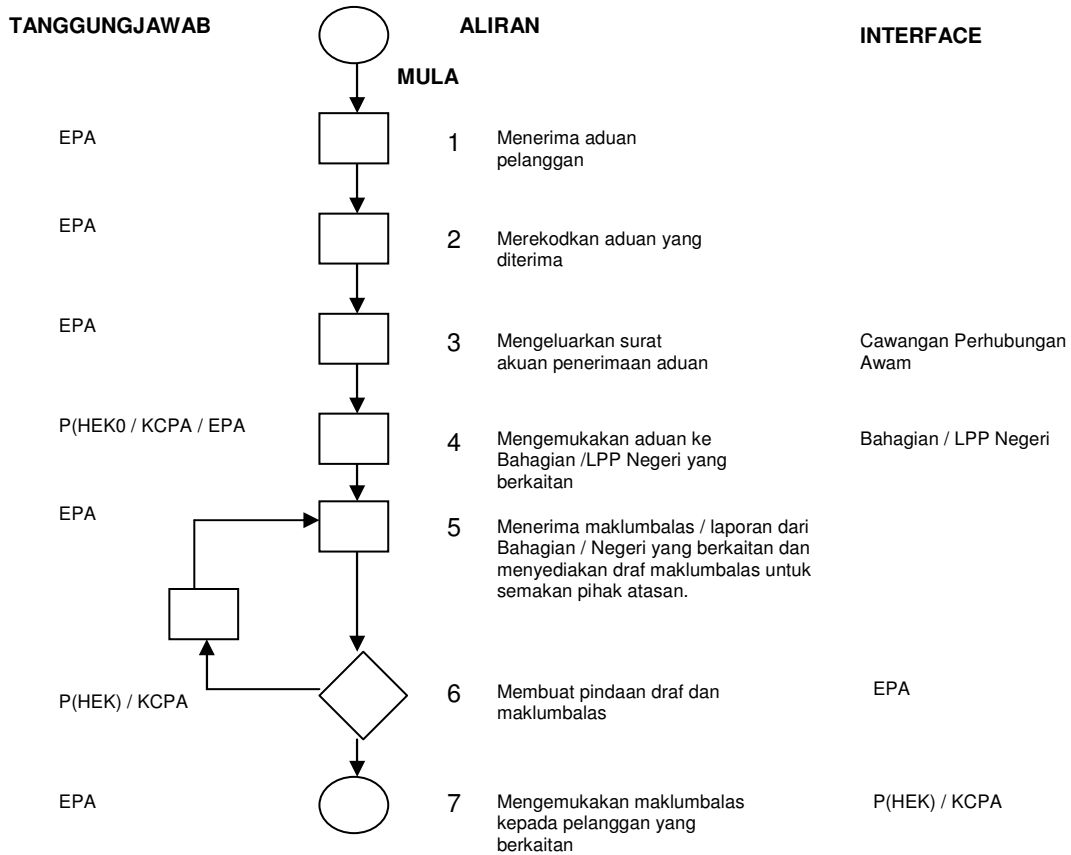 TANGGUNGJAWAB
ALIRAN
INTERFACE
MULA
EPA
1
Menerima aduan
pelanggan
EPA
2
Merekodkan aduan yang
diterima
EPA
3
Mengeluarkan surat
akuan penerimaan aduan
Cawangan Perhubungan
Awam
P(HEK0 / KCPA / EPA
4
Mengemukakan aduan ke
Bahagian /LPP Negeri yang
berkaitan
Bahagian / LPP Negeri
EPA
5
Menerima maklumbalas / laporan dari
Bahagian / Negeri yang berkaitan dan
menyediakan draf maklumbalas untuk
semakan pihak atasan.
P(HEK) / KCPA
6
Membuat pindaan draf dan
maklumbalas
EPA
EPA
7
Mengemukakan maklumbalas
kepada pelanggan yang
berkaitan
P(HEK) / KCPA